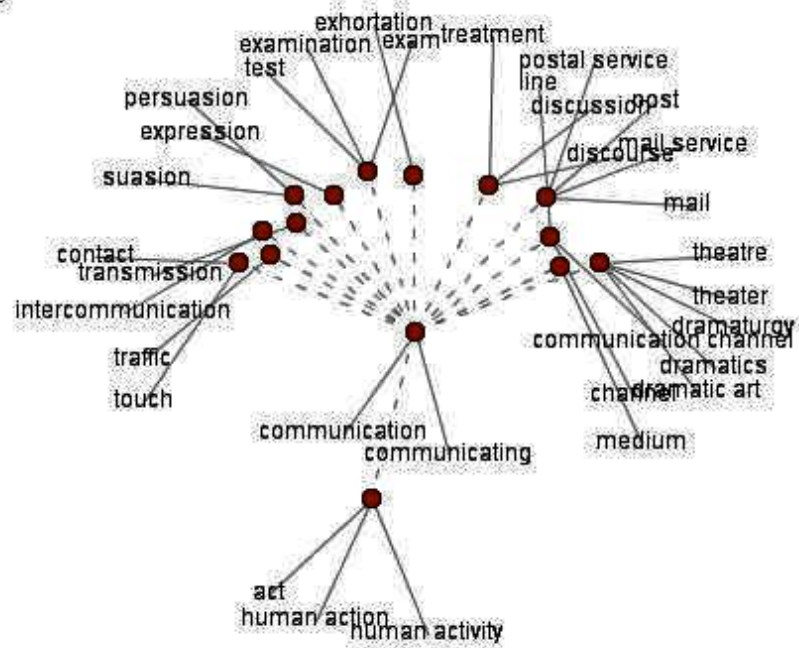 exhortation
examination
exam
treatment
test
postal service
line
persuasion
discussion
post
expression
mail service
discourse
suasion
mail
contact
theatre
transmission
theater
intercommunication
dramaturgy
communication channel
traffic
dramatics
channel
dramatic art
touch
communication
medium
communicating
act
human action
human activity